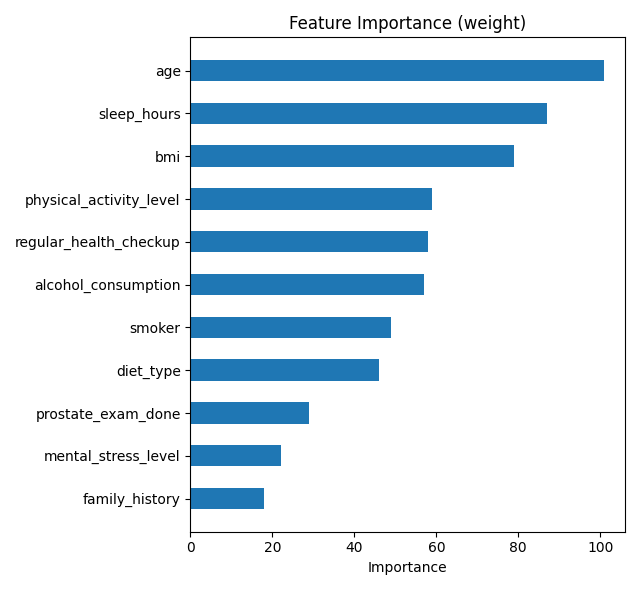 Feature Importance (weight)
age
sleep_hours
bmi
physical_activity_level
regular_health_checkup
alcohol_consumption
smoker
diet_type
prostate_exam_done
mental_stress_level
family_history
0 20 40 60 80 100
Importance